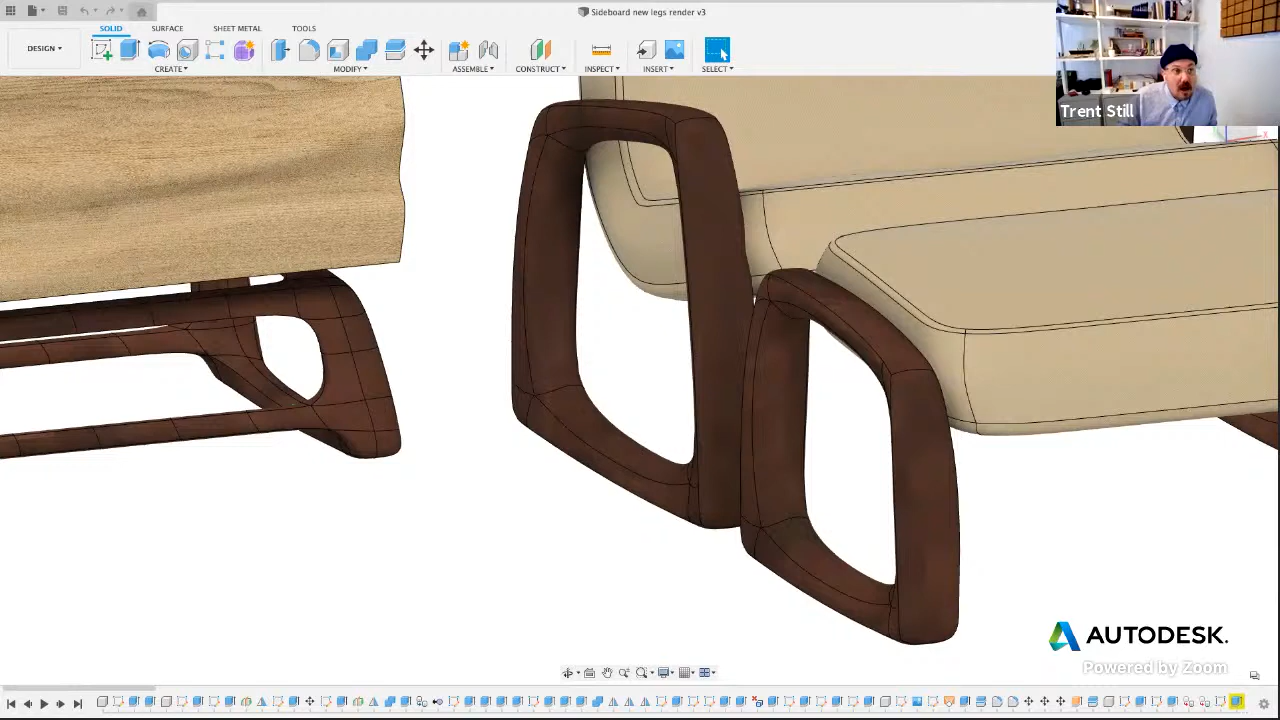 Sideboard new legs render v3
SOLID SURFACE SHEET METAL TOOLS
DESIGN
CREATE MODIFY ASSEMBLE CONSTRUCT INSPECT INSERT SELECT
Trent Still
X
AUTODESK.
Powered by Zoom